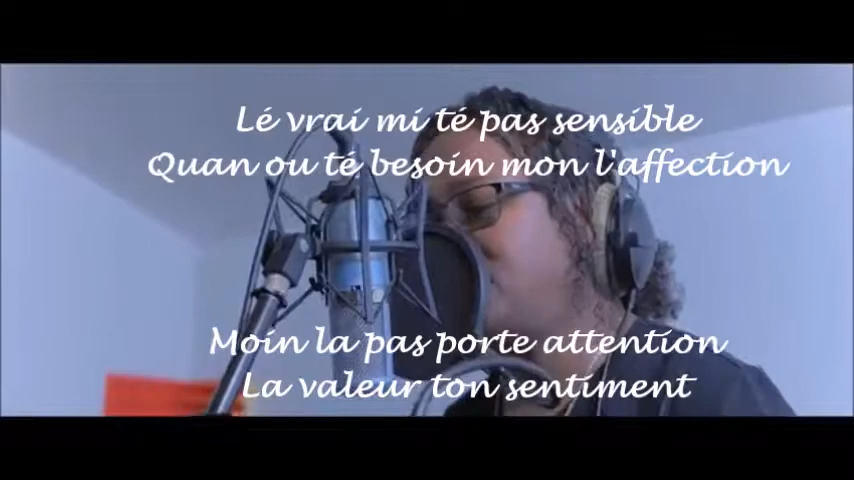 Lé vrai mi té pas sensible
Quan ou té besoin mon l'affection
Moin la pas porte attention
La valeur ton sentiment